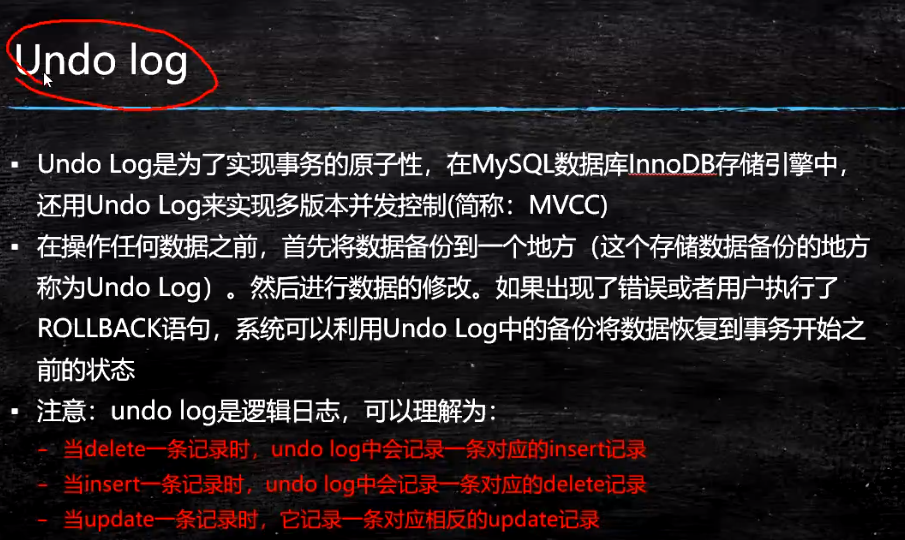 Undo log
▪ Undo Log是为了实现事务的原子性，在MySQL数据库InnoDB存储引擎中，
还用Undo Log来实现多版本并发控制(简称：MVCC)
▪ 在操作任何数据之前，首先将数据备份到一个地方（这个存储数据备份的地方
称为Undo Log）。然后进行数据的修改。如果出现了错误或者用户执行了
ROLLBACK语句，系统可以利用Undo Log中的备份将数据恢复到事务开始之
前的状态
▪ 注意：undo log是逻辑日志，可以理解为：
– 当delete一条记录时，undo log中会记录一条对应的insert记录
– 当insert一条记录时，undo log中会记录一条对应的delete记录
– 当update一条记录时，它记录一条对应相反的update记录